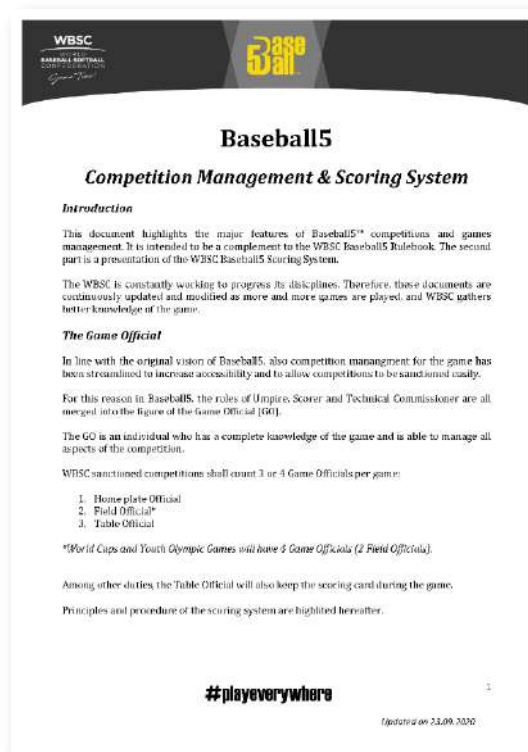 WBSC
WORLD
BASEBALL SOFTBALL
CONFEDERATION
Game Time!
Base
5 Ball
Baseball5
Competition Management & Scoring System
Introduction
This document highlights the major features of Baseball5™ competitions and games
management. It is intended to be a complement to the WBSC Baseball5 Rulebook. The second
part is a presentation of the WBSC Baseball5 Scoring System.
The WBSC is constantly working to progress its disicplines. Therefore, these documents are
continuously updated and modified as more and more games are played, and WBSC gathers
better knowledge of the game.
The Game Official
In line with the original vision of Baseball5, also competition manangment for the game has
been streamlined to increase accessibility and to allow competitions to be sanctioned easily.
For this reason in Baseball5, the roles of Umpire, Scorer and Technical Commissioner are all
merged into the figure of the Game Official [GO].
The GO is an individual who has a complete knowledge of the game and is able to manage all
aspects of the competition.
WBSC sanctioned competitions shall count 3 or 4 Game Officials per game:
1. Home plate Official
2. Field Official*
3. Table Official
*World Cups and Youth Olympic Games will have 4 Game Officials (2 Field Officials).
Among other duties, the Table Official will also keep the scoring card during the game.
Principles and procedure of the scoring system are highlited hereafter.
#playeverywhere
1
Updated on 23.09.2020